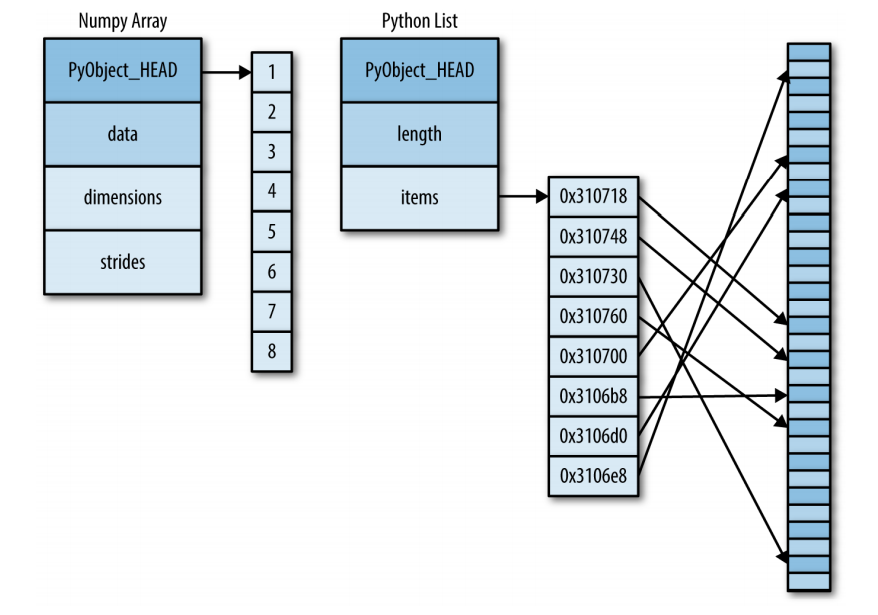 Numpy Array
PyObject_HEAD
data
dimensions
strides
1
2
3
4
5
6
7
8
Python List
PyObject_HEAD
length
items
0x310718
0x310748
0x310730
0x310760
0x310700
0x3106b8
0x3106d0
0x3106e8